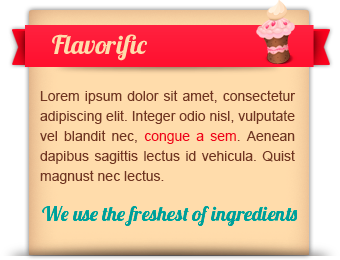 Flavorific
Lorem ipsum dolor sit amet, consectetur
adipiscing elit. Integer odio nisl, vulputate
vel blandit nec, congue a sem. Aenean
dapibus sagittis lectus id vehicula. Quist
magnust nec lectus.
We use the freshest of ingredients